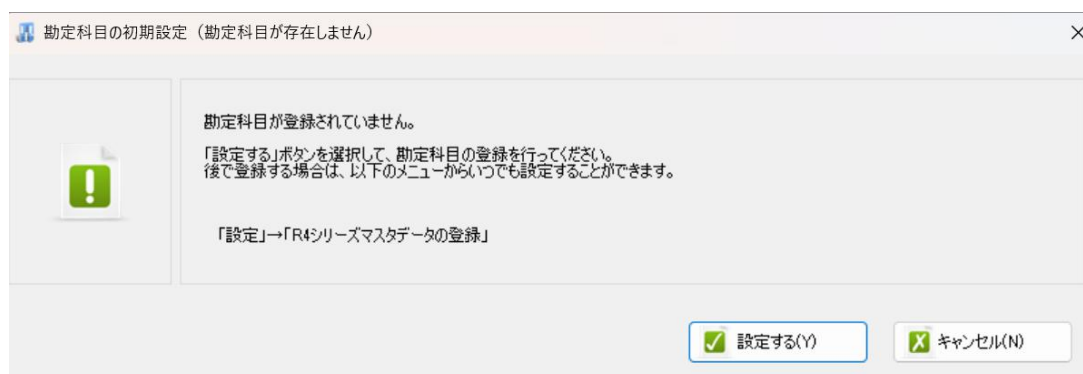 勘定科目の初期設定（勘定科目が存在しません）
勘定科目が登録されていません。
「設定する」ボタンを選択して、勘定科目の登録を行ってください。
後で登録する場合は、以下のメニューからいつでも設定することができます。
「設定」→「R4シリーズマスタデータの登録」
設定する(Y)
キャンセル(N)